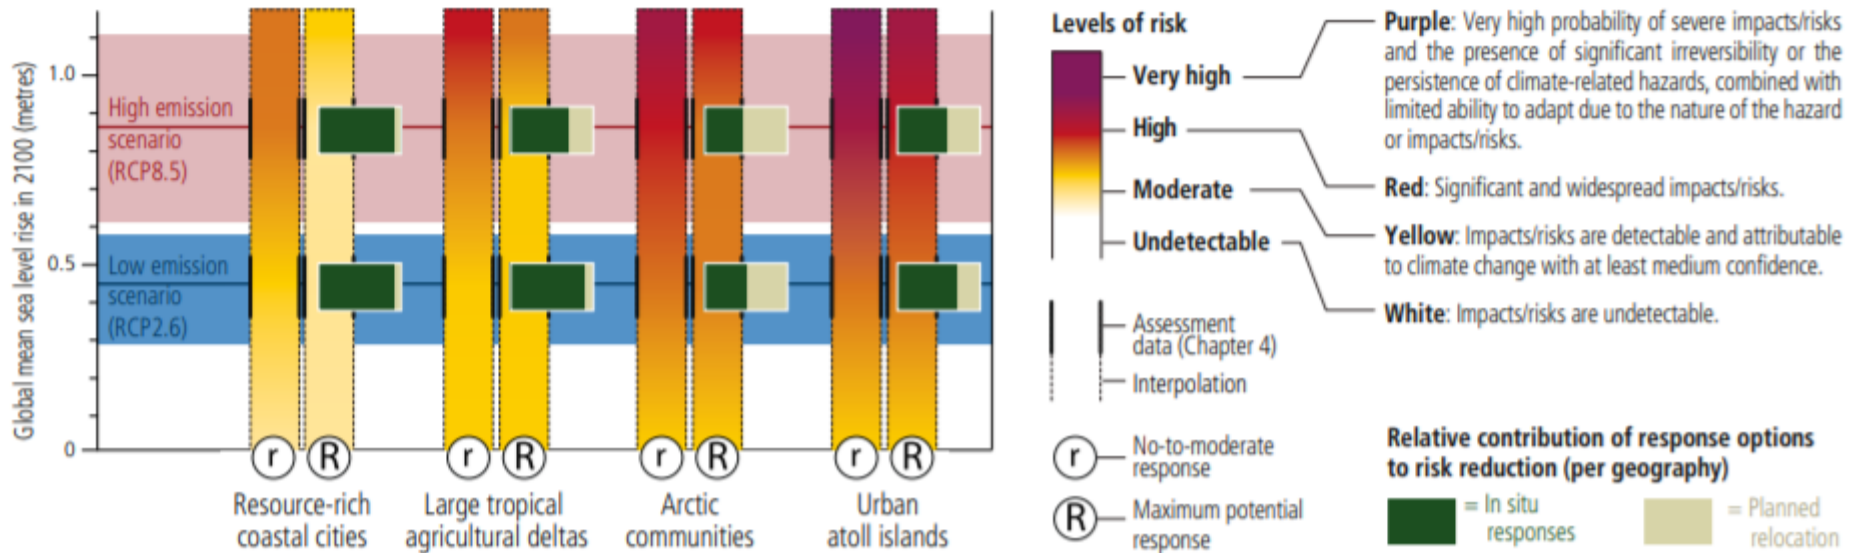 Global mean sea level rise in 2100 (metres)
1.0
0.5
0
High emission
scenario
(RCP8.5)
Low emission
scenario
(RCP2.6)
r
R
r
R
r
R
r
R
Resource-rich
coastal cities
Large tropical
agricultural deltas
Arctic
communities
Urban
atoll islands
Levels of risk
Very high
High
Moderate
Undetectable
Assessment
data (Chapter 4)
Interpolation
r
No-to-moderate
response
R
Maximum potential
response
Purple: Very high probability of severe impacts/risks
and the presence of significant irreversibility or the
persistence of climate-related hazards, combined with
limited ability to adapt due to the nature of the hazard
or impacts/risks.
Red: Significant and widespread impacts/risks.
Yellow: Impacts/risks are detectable and attributable
to climate change with at least medium confidence.
White: Impacts/risks are undetectable.
Relative contribution of response options
to risk reduction (per geography)
= In situ
responses
= Planned
relocation